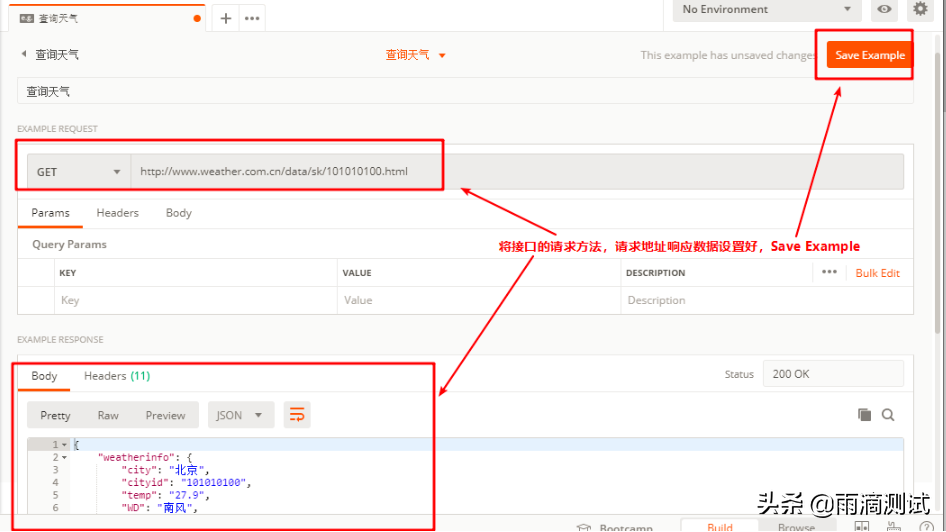 查询天气
No Environment
查询天气
查询天气
This example has unsaved changes
Save Example
查询天气
EXAMPLE REQUEST
GET
http://www.weather.com.cn/data/sk/101010100.html
Params Headers Body
Query Params
将接口的请求方法，请求地址响应数据设置好，Save Example
KEY VALUE DESCRIPTION ••• Bulk Edit
Key Value Description
EXAMPLE RESPONSE
Body Headers (11)
Status 200 OK
Pretty Raw Preview JSON
1 {
2 "weatherinfo": {
3 "city": "北京",
4 "cityid": "101010100",
5 "temp": "27.9",
6 "WD": "南风",
头条 @雨滴测试
Bootcamp Build Browse